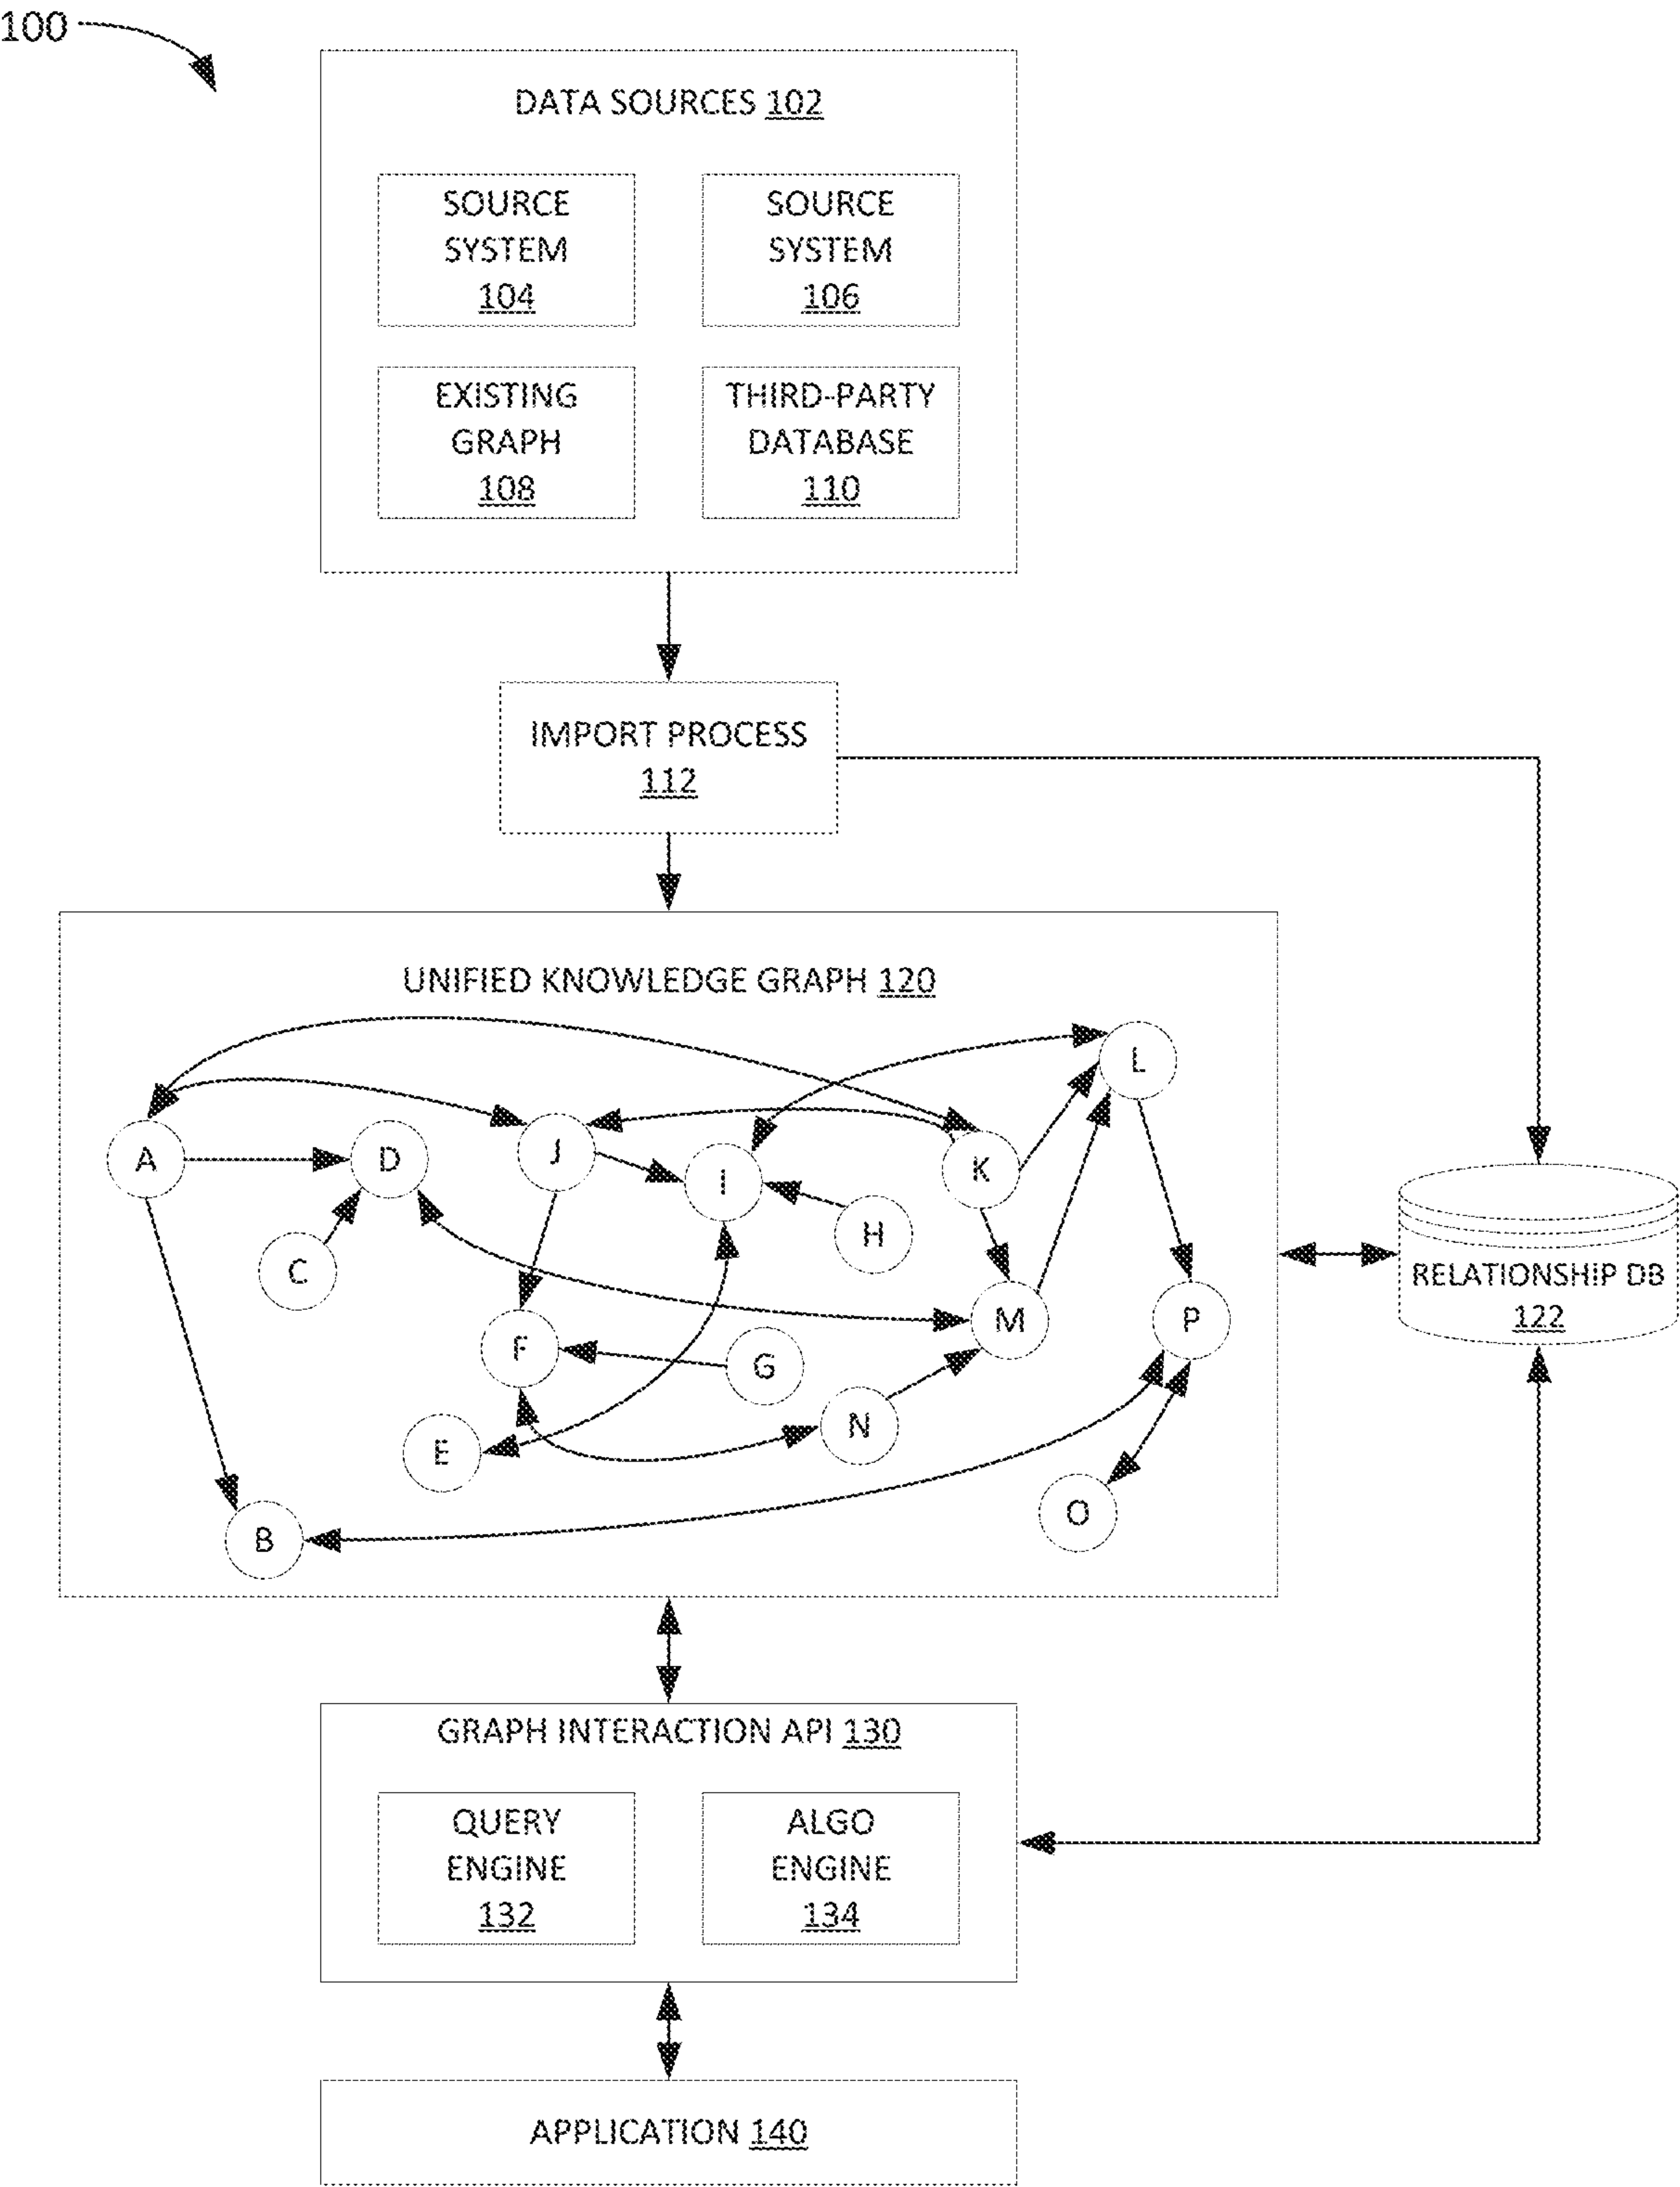 100
DATA SOURCES 102
SOURCE
SYSTEM
104
SOURCE
SYSTEM
106
EXISTING
GRAPH
108
THIRD-PARTY
DATABASE
110
IMPORT PROCESS
112
UNIFIED KNOWLEDGE GRAPH 120
L
A
D
J
I
K
H
C
M
P
F
G
E
N
O
B
RELATIONSHIP DB
122
GRAPH INTERACTION API 130
QUERY
ENGINE
132
ALGO
ENGINE
134
APPLICATION 140